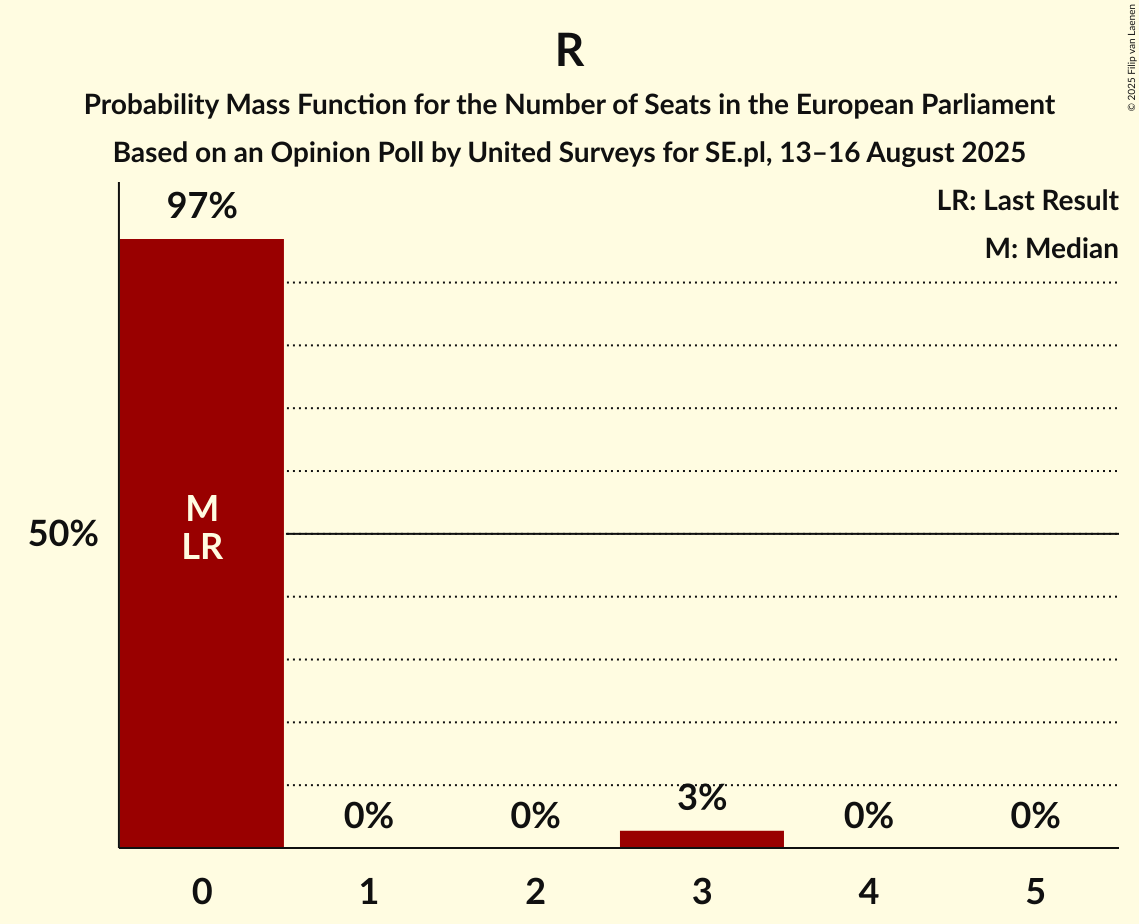 R
Probability Mass Function for the Number of Seats in the European Parliament
Based on an Opinion Poll by United Surveys for SE.pl, 13–16 August 2025
LR: Last Result
M: Median
97%
M
LR
50%
0%
0%
3%
0%
0%
0 1 2 3 4 5
© 2025 Filip van Laenen